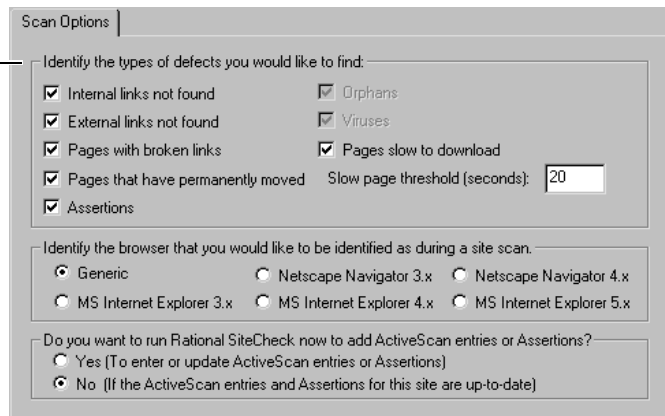 Scan Options
Identify the types of defects you would like to find:
Internal links not found
Orphans
External links not found
Viruses
Pages with broken links
Pages slow to download
Pages that have permanently moved
Slow page threshold (seconds):
20
Assertions
Identify the browser that you would like to be identified as during a site scan.
Generic
Netscape Navigator 3.x
Netscape Navigator 4.x
MS Internet Explorer 3.x
MS Internet Explorer 4.x
MS Internet Explorer 5.x
Do you want to run Rational SiteCheck now to add ActiveScan entries or Assertions?
Yes (To enter or update ActiveScan entries or Assertions)
No (If the ActiveScan entries and Assertions for this site are up-to-date)